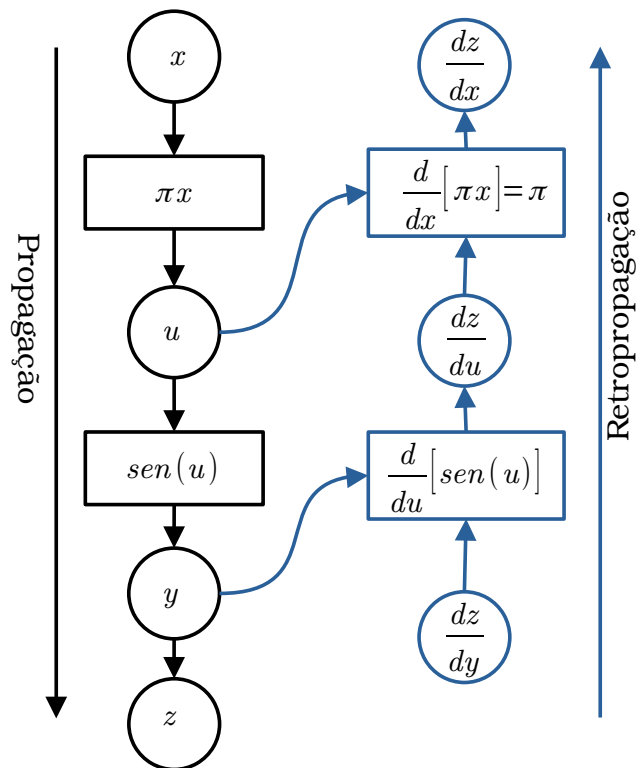 Propagação
x
πx
u
sen(u)
y
z
dz
dx
d
dx
[πx]=π
dz
du
d
du
[sen(u)]
dz
dy
Retropropagação